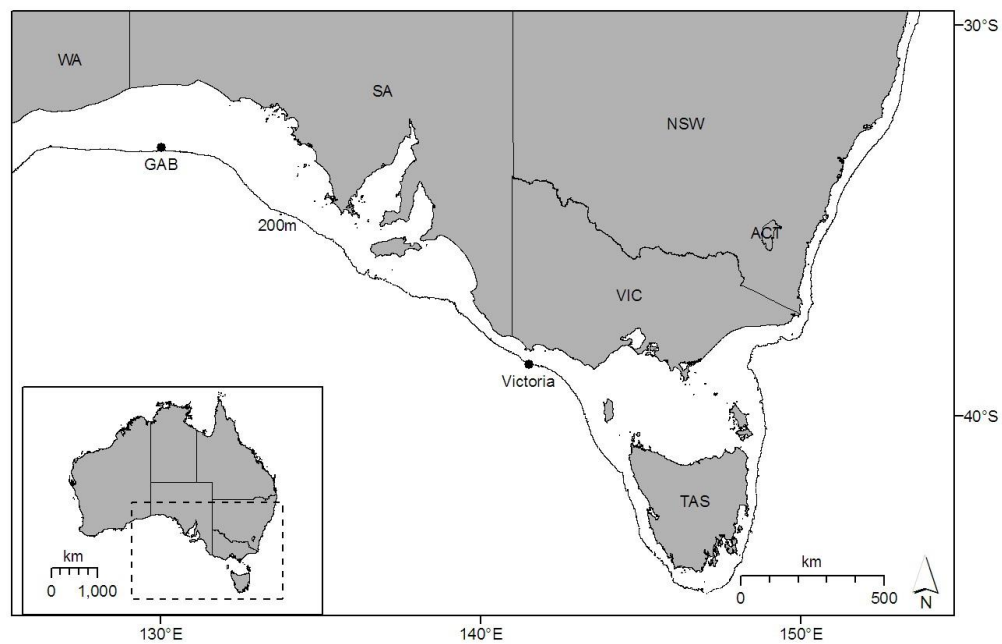 30°S
WA
SA
NSW
GAB
200m
ACT
VIC
Victoria
40°S
TAS
km
0 1,000
km
0 500
N
130°E 140°E 150°E